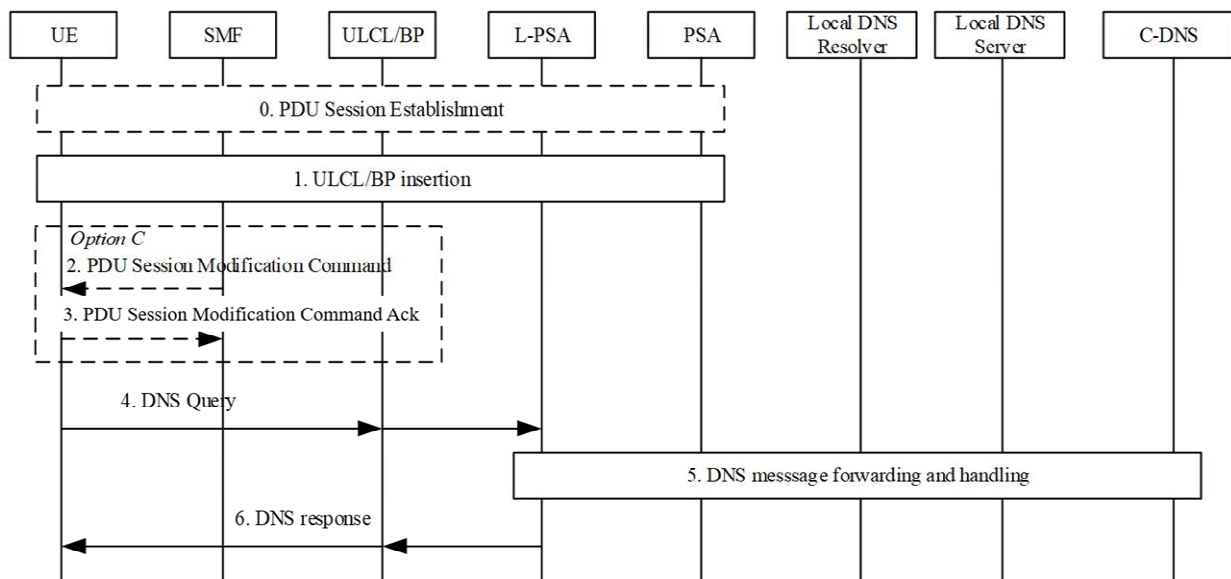 UE
SMF
ULCL/BP
L-PSA
PSA
Local DNS
Resolver
Local DNS
Server
C-DNS
0. PDU Session Establishment
1. ULCL/BP insertion
Option C
2. PDU Session Modification Command
3. PDU Session Modification Command Ack
4. DNS Query
5. DNS messsage forwarding and handling
6. DNS response